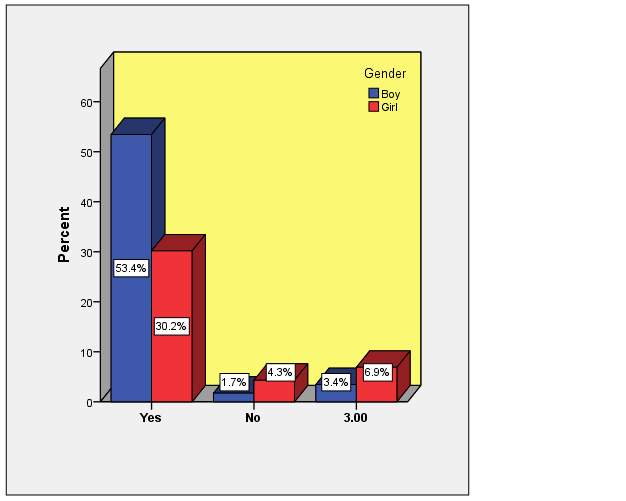 Gender
Boy
Girl
Percent
60
50
40
30
20
10
0
53.4%
30.2%
1.7%
4.3%
3.4%
6.9%
Yes
No
3.00